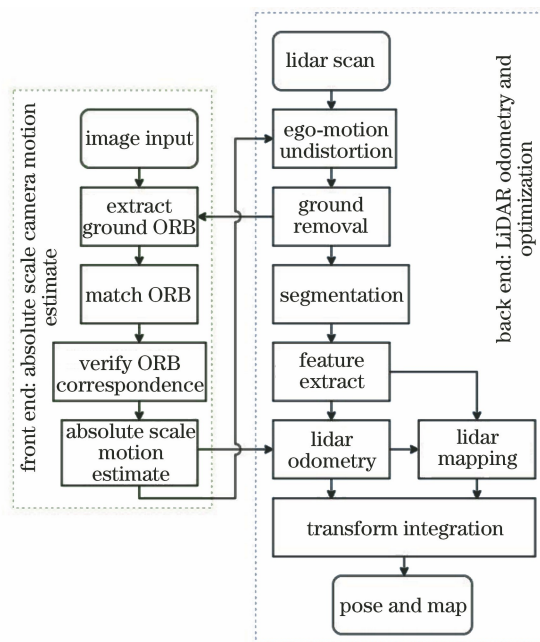 front end: absolute scale camera motion
estimate
image input
extract
ground ORB
match ORB
verify ORB
correspondence
absolute scale
motion
estimate
lidar scan
ego-motion
undistortion
ground
removal
segmentation
feature
extract
lidar
odometry
lidar
mapping
transform integration
pose and map
back end: LiDAR odometry and
optimization